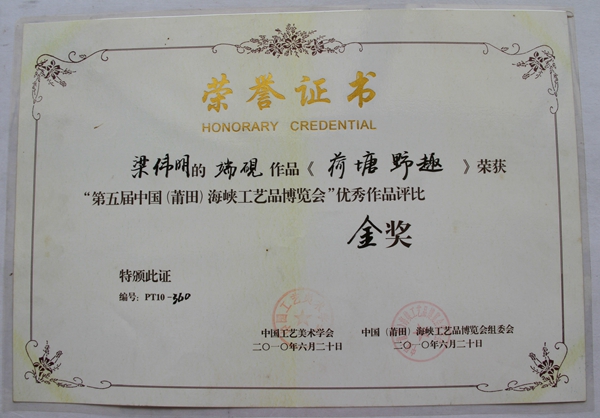 荣誉证书
HONORARY CREDENTIAL
梁伟明的 端砚 作品《 荷塘野趣 》荣获
“第五届中国（莆田）海峡工艺品博览会”优秀作品评比
金奖
特颁此证
编号：PT10-360
中国工艺美术学会 中国（莆田）海峡工艺品博览会组委会
二〇一〇年六月二十日 二〇一〇年六月二十日